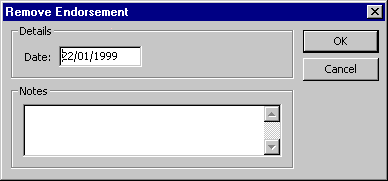 Remove Endorsement
Details
Date: 22/01/1999
OK
Cancel
Notes